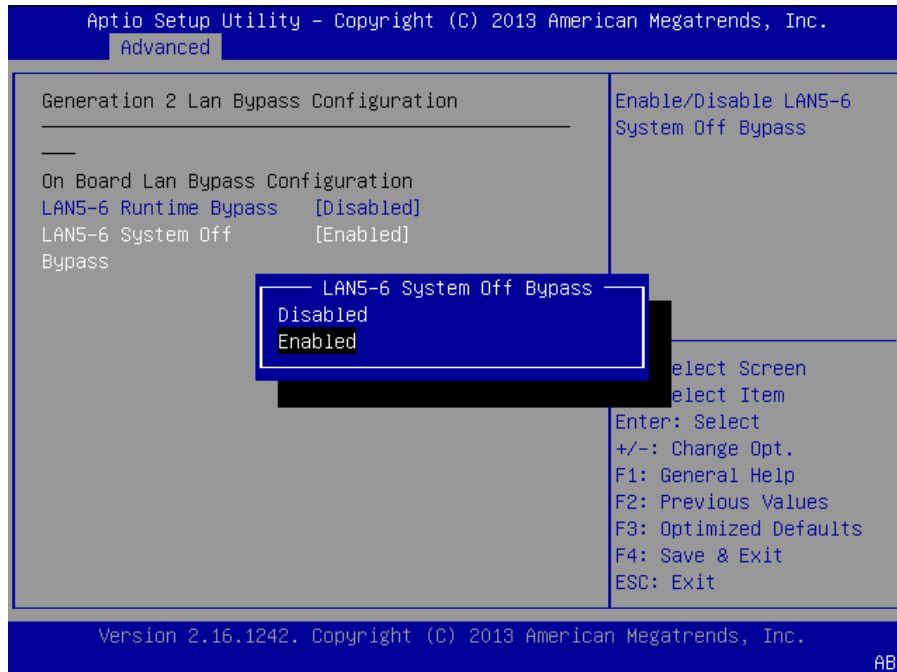 Aptio Setup Utility – Copyright (C) 2013 American Megatrends, Inc.
Advanced
Generation 2 Lan Bypass Configuration
On Board Lan Bypass Configuration
LAN5-6 Runtime Bypass [Disabled]
LAN5-6 System Off [Enabled]
Bypass
LAN5-6 System Off Bypass
Disabled
Enabled
Enable/Disable LAN5-6
System Off Bypass
elect Screen
elect Item
Enter: Select
+/-: Change Opt.
F1: General Help
F2: Previous Values
F3: Optimized Defaults
F4: Save & Exit
ESC: Exit
Version 2.16.1242. Copyright (C) 2013 American Megatrends, Inc.
AB